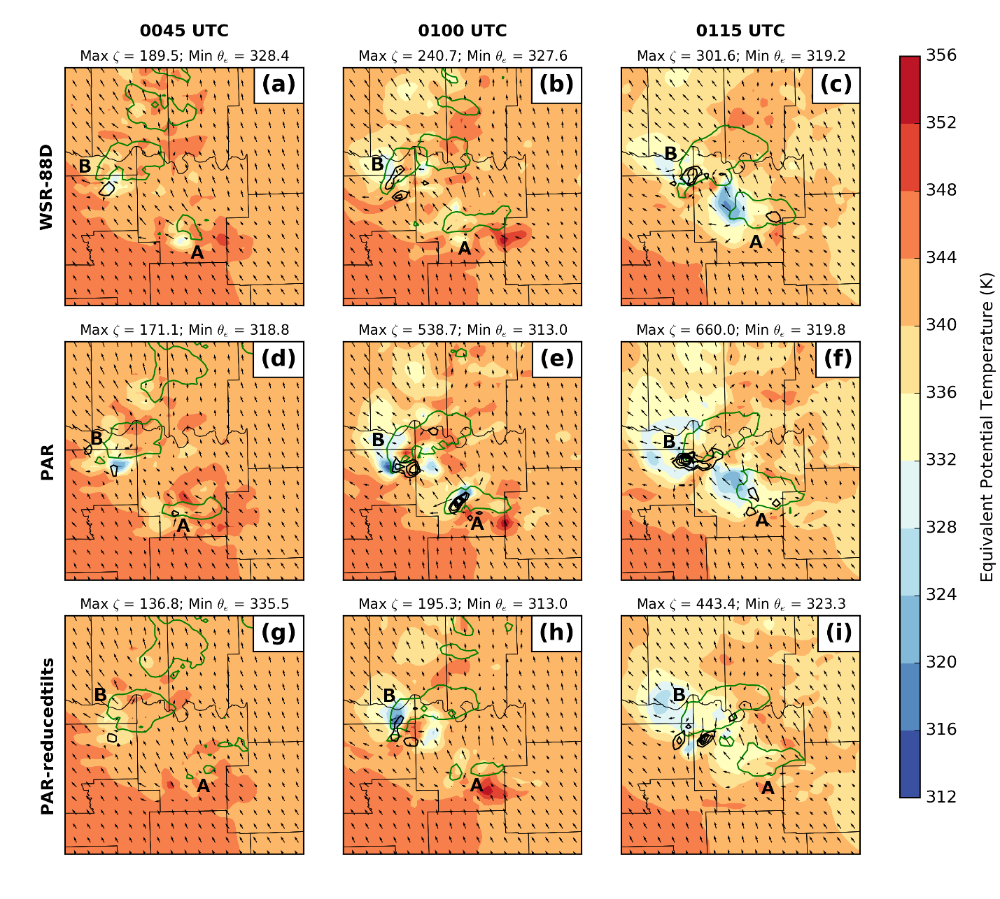 0045 UTC
0100 UTC
0115 UTC
Max ζ = 189.5; Min θₑ = 328.4
Max ζ = 240.7; Min θₑ = 327.6
Max ζ = 301.6; Min θₑ = 319.2
WSR-88D
(a)
B
A
(b)
B
A
(c)
B
A
Max ζ = 171.1; Min θₑ = 318.8
Max ζ = 538.7; Min θₑ = 313.0
Max ζ = 660.0; Min θₑ = 319.8
PAR
(d)
B
A
(e)
B
A
(f)
B
A
Max ζ = 136.8; Min θₑ = 335.5
Max ζ = 195.3; Min θₑ = 313.0
Max ζ = 443.4; Min θₑ = 323.3
PAR-reducedtilts
(g)
B
A
(h)
B
A
(i)
B
A
356
352
348
344
340
336
332
328
324
320
316
312
Equivalent Potential Temperature (K)